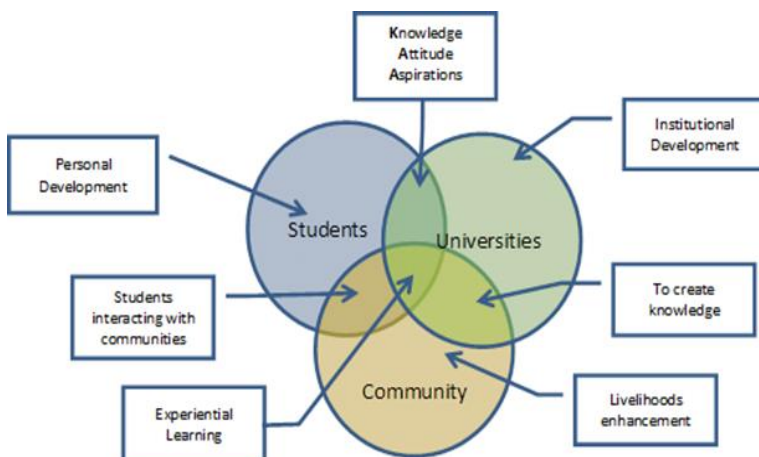 Knowledge
Attitude
Aspirations
Institutional
Development
Personal
Development
Students
Universities
Students
interacting with
communities
To create
knowledge
Community
Experiential
Learning
Livelihoods
enhancement